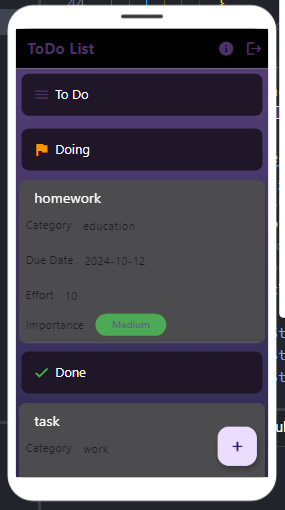 ToDo List
To Do
Doing
homework
Category education
Due Date 2024-10-12
Effort 10
Importance Medium
Done
task
Category work
+